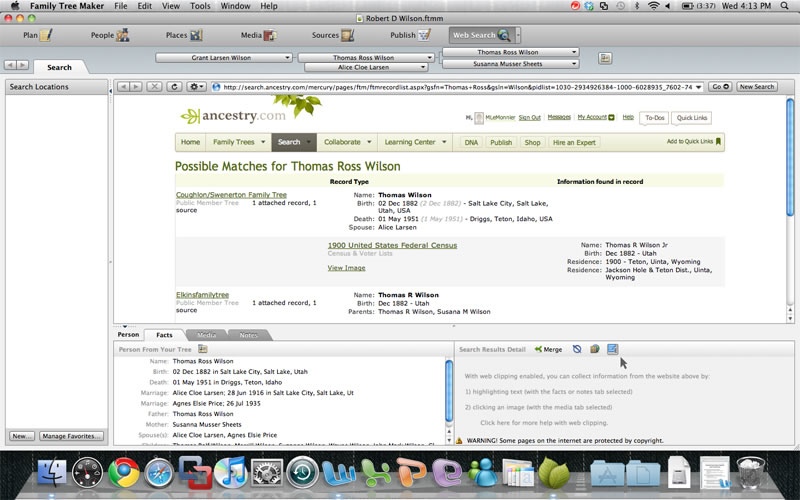 Family Tree Maker File Edit View Tools Window Help (3:37) Wed 4:13 PM
Robert D Wilson.ftmm
Plan People Places Media Sources Publish Web Search
Grant Larsen Wilson
Thomas Ross Wilson
Alice Cloe Larsen
Thomas Ross Wilson
Susanna Musser Sheets
Search
Search Locations
http://search.ancestry.com/mercury/pages/ftm/ftmrecordlist.aspx?gsfn=Thomas+Ross&gsln=Wilson&pidlist=1030-2934926384-1000-6028935_7602-74 Go New Search
ancestry.com
Hi, MLeMonnier Sign Out Messages My Account Help To-Dos Quick Links
Home Family Trees Search Collaborate Learning Center DNA Publish Shop Hire an Expert Add to Quick Links
Possible Matches for Thomas Ross Wilson
Record Type Information found in record
Coughlon/Swenerton Family Tree
Public Member Tree 1 attached record, 1
source
Name: Thomas Wilson
Birth: 02 Dec 1882 (2 Dec 1882) - Salt Lake City, Salt Lake,
Utah, USA
Death: 01 May 1951 (1 May 1951) - Driggs, Teton, Idaho, USA
Spouse: Alice Larsen
1900 United States Federal Census
Census & Voter Lists
View Image
Name: Thomas R Wilson Jr
Birth: Dec 1882 - Utah
Residence: 1900 - Teton, Uinta, Wyoming
Residence: Jackson Hole & Teton Dist., Uinta,
Wyoming
Elkinsfamilytree
Public Member Tree 1 attached record, 1
source
Name: Thomas R Wilson
Birth: Dec 1882 - Utah
Parents: Thomas R Wilson, Susana M Wilson
Person Facts Media Notes
Person From Your Tree
Name: Thomas Ross Wilson
Birth: 02 Dec 1882 in Salt Lake City, Salt Lake, Utah, USA
Death: 01 May 1951 in Driggs, Teton, Idaho
Marriage: Alice Cloe Larsen; 28 Jun 1916 in Salt Lake City, Salt Lake, Ut
Marriage: Agnes Elsie Price; 26 Jul 1935
Father: Thomas Ross Wilson
Mother: Susanna Musser Sheets
Spouse(s): Alice Cloe Larsen, Agnes Elsie Price
Search Results Detail Merge
With web clipping enabled, you can collect information from the website above by:
1) highlighting text (with the facts or notes tab selected)
2) clicking an image (with the media tab selected)
Click here for more help with web clipping.
WARNING! Some pages on the internet are protected by copyright.
New... Manage Favorites...